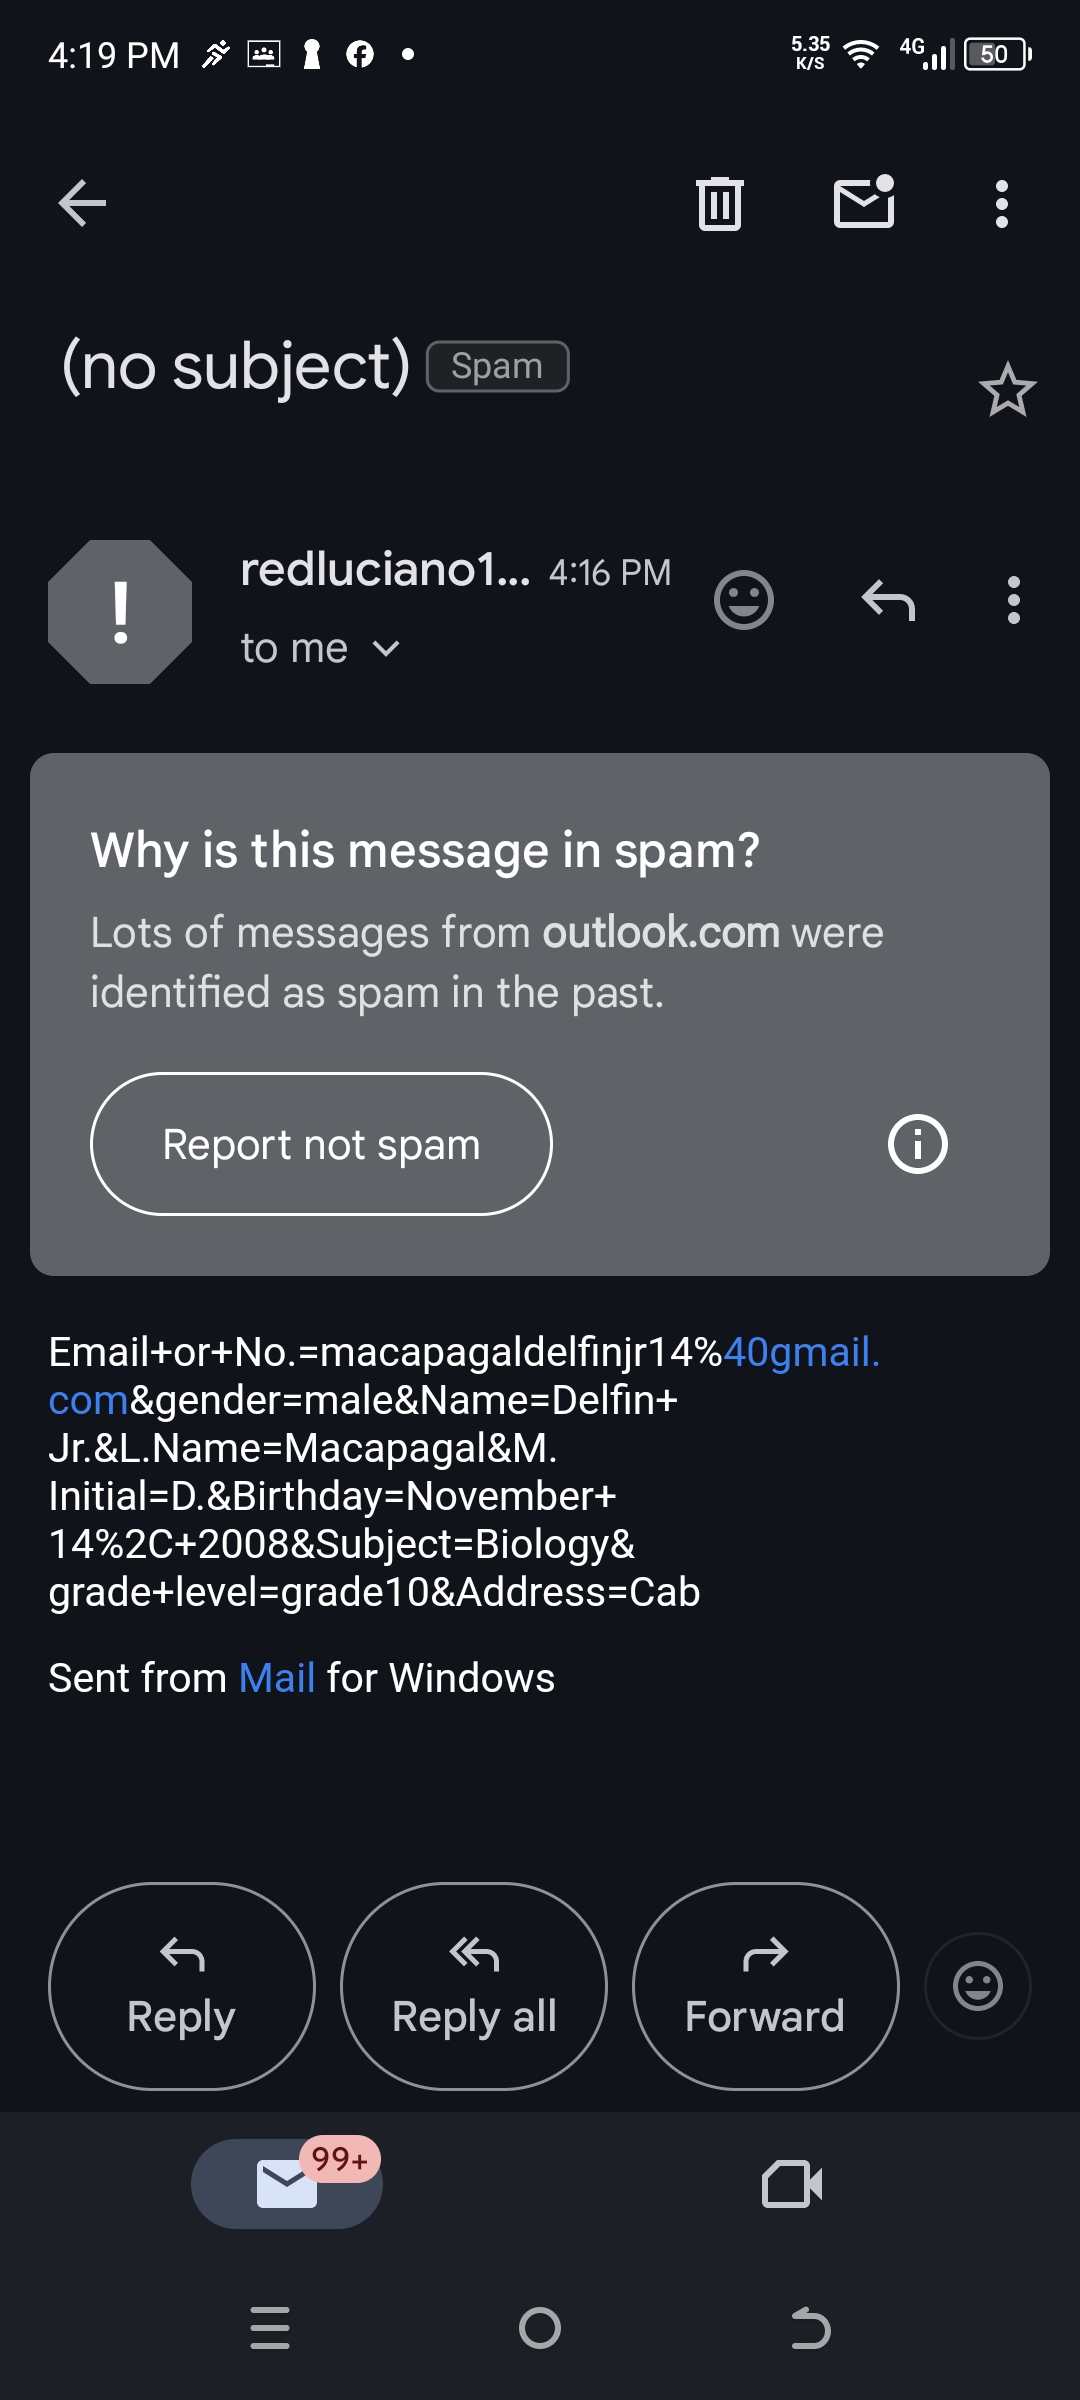 4:19 PM
5.35 K/S
4G
50
(no subject) Spam
redluciano1... 4:16 PM
to me
Why is this message in spam?
Lots of messages from outlook.com were
identified as spam in the past.
Report not spam
Email+or+No.=macapagaldelfinjr14%40gmail.
com&gender=male&Name=Delfin+
Jr.&L.Name=Macapagal&M.
Initial=D.&Birthday=November+
14%2C+2008&Subject=Biology&
grade+level=grade10&Address=Cab
Sent from Mail for Windows
Reply
Reply all
Forward
99+